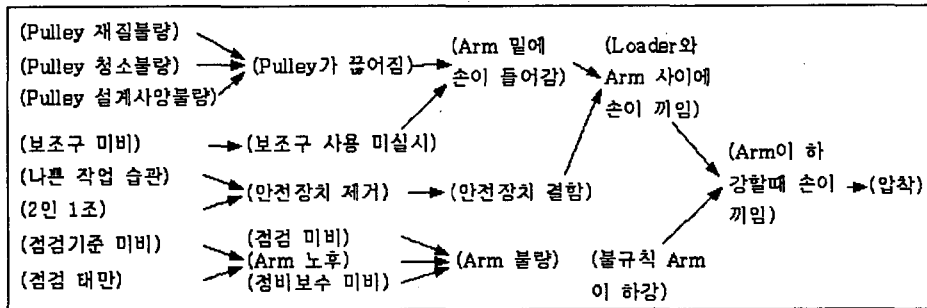 (Pulley 재질불량)
(Pulley 청소불량)
(Pulley 설계사양불량)
(Pulley가 끊어짐)
(Arm 밑에
손이 들어감)
(Loader와
Arm 사이에
손이 끼임)
(보조구 미비)
(보조구 사용 미실시)
(나쁜 작업 습관)
(2인 1조)
(안전장치 제거)
(안전장치 결함)
(Arm이 하
강할때 손이
끼임)
(압착)
(점검기준 미비)
(점검 태만)
(점검 미비)
(Arm 노후)
(정비보수 미비)
(Arm 불량)
(불규칙 Arm
이 하강)